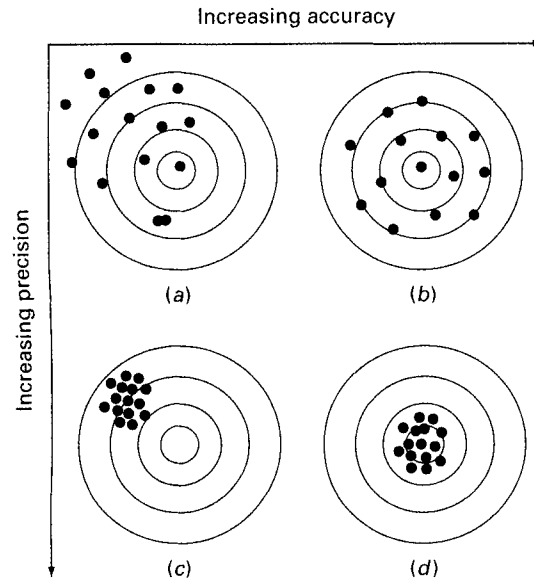 Increasing accuracy
Increasing precision
(a)
(b)
(c)
(d)